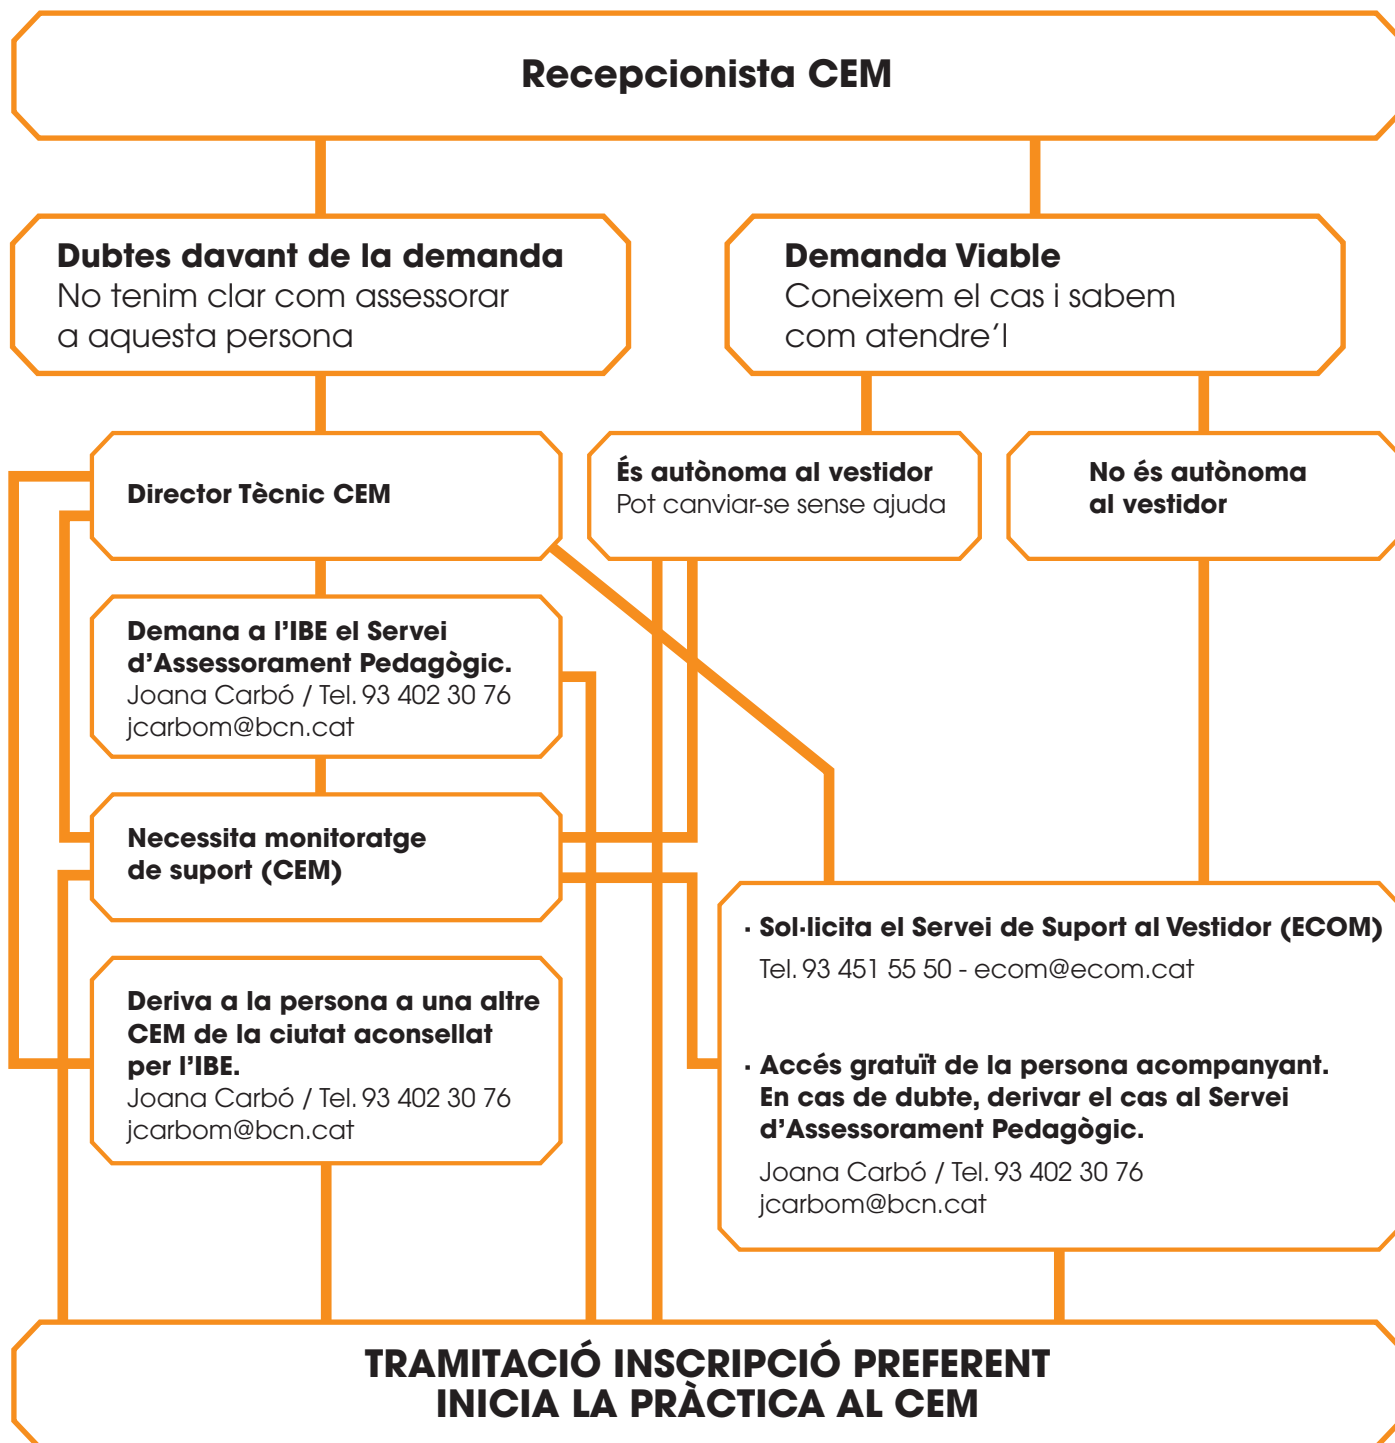 Recepcionista CEM
Dubtes davant de la demanda
No tenim clar com assessorar
a aquesta persona
Demanda Viable
Coneixem el cas i sabem
com atendre’l
Director Tècnic CEM
És autònoma al vestidor
Pot canviar-se sense ajuda
No és autònoma
al vestidor
Demana a l’IBE el Servei
d’Assessorament Pedagògic.
Joana Carbó / Tel. 93 402 30 76
jcarbom@bcn.cat
Necessita monitoratge
de suport (CEM)
Deriva a la persona a una altre
CEM de la ciutat aconsellat
per l’IBE.
Joana Carbó / Tel. 93 402 30 76
jcarbom@bcn.cat
· Sol·licita el Servei de Suport al Vestidor (ECOM)
Tel. 93 451 55 50 - ecom@ecom.cat
· Accés gratuït de la persona acompanyant.
En cas de dubte, derivar el cas al Servei
d’Assessorament Pedagògic.
Joana Carbó / Tel. 93 402 30 76
jcarbom@bcn.cat
TRAMITACIÓ INSCRIPCIÓ PREFERENT
INICIA LA PRÀCTICA AL CEM